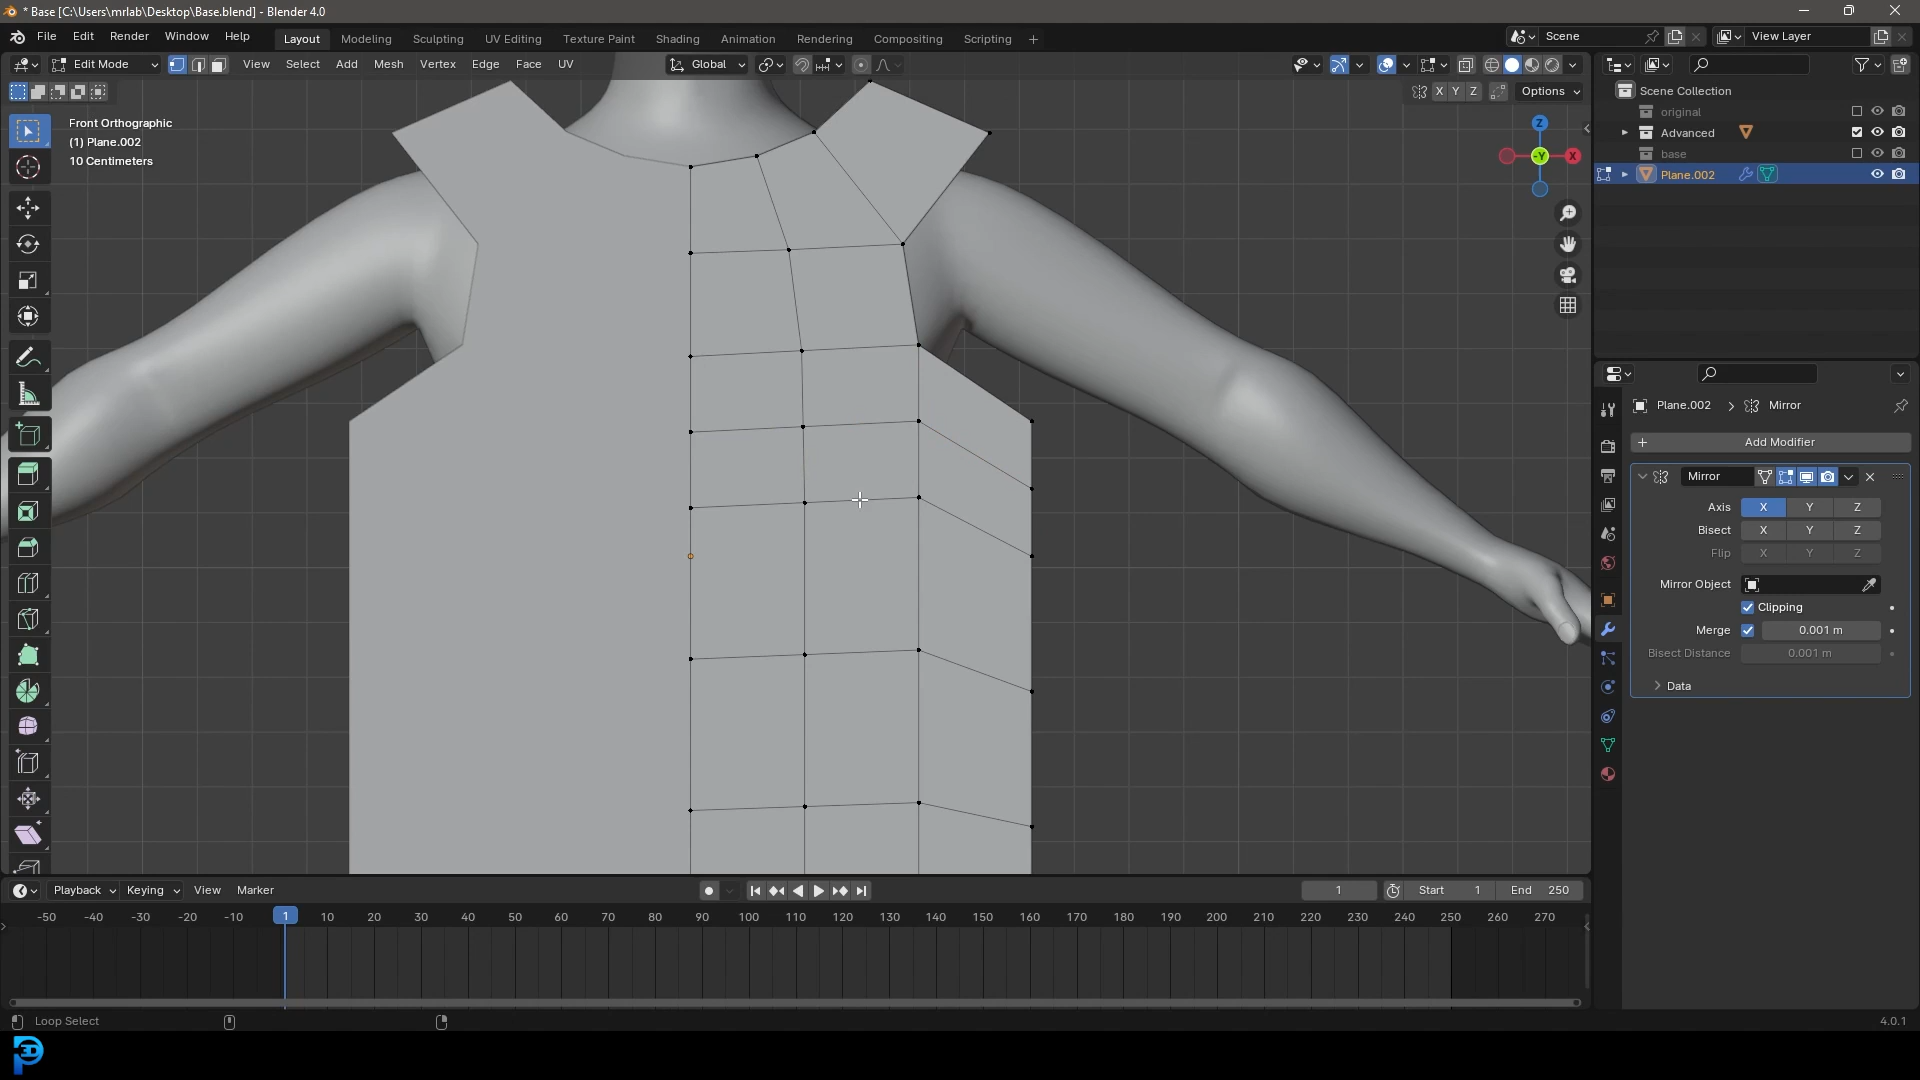 * Base [C:\Users\mrlab\Desktop\Base.blend] - Blender 4.0
File Edit Render Window Help Layout Modeling Sculpting UV Editing Texture Paint Shading Animation Rendering Compositing Scripting + Scene View Layer
Edit Mode View Select Add Mesh Vertex Edge Face UV Global
X Y Z Options
Front Orthographic
(1) Plane.002
10 Centimeters
Z
-Y X
Scene Collection
original
Advanced
base
Plane.002
Plane.002 Mirror
+ Add Modifier
Mirror
Axis X Y Z
Bisect X Y Z
Flip X Y Z
Mirror Object
Clipping
Merge 0.001 m
Bisect Distance 0.001 m
Data
Playback Keying View Marker 1 Start 1 End 250
-50 -40 -30 -20 -10 1 10 20 30 40 50 60 70 80 90 100 110 120 130 140 150 160 170 180 190 200 210 220 230 240 250 260 270
Loop Select 4.0.1
3D